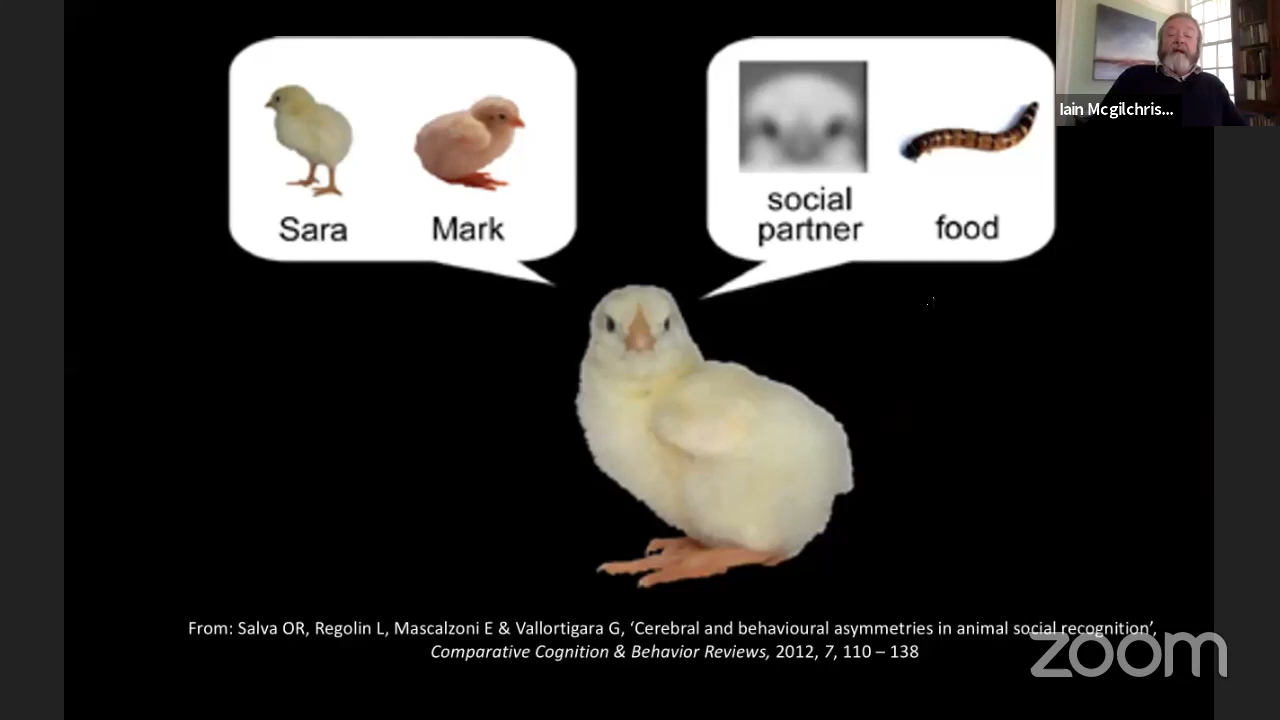 Iain Mcgilchris...
Sara
Mark
social
partner
food
From: Salva OR, Regolin L, Mascalzoni E & Vallortigara G, ‘Cerebral and behavioural asymmetries in animal social recognition’,
Comparative Cognition & Behavior Reviews, 2012, 7, 110 – 138
zoom